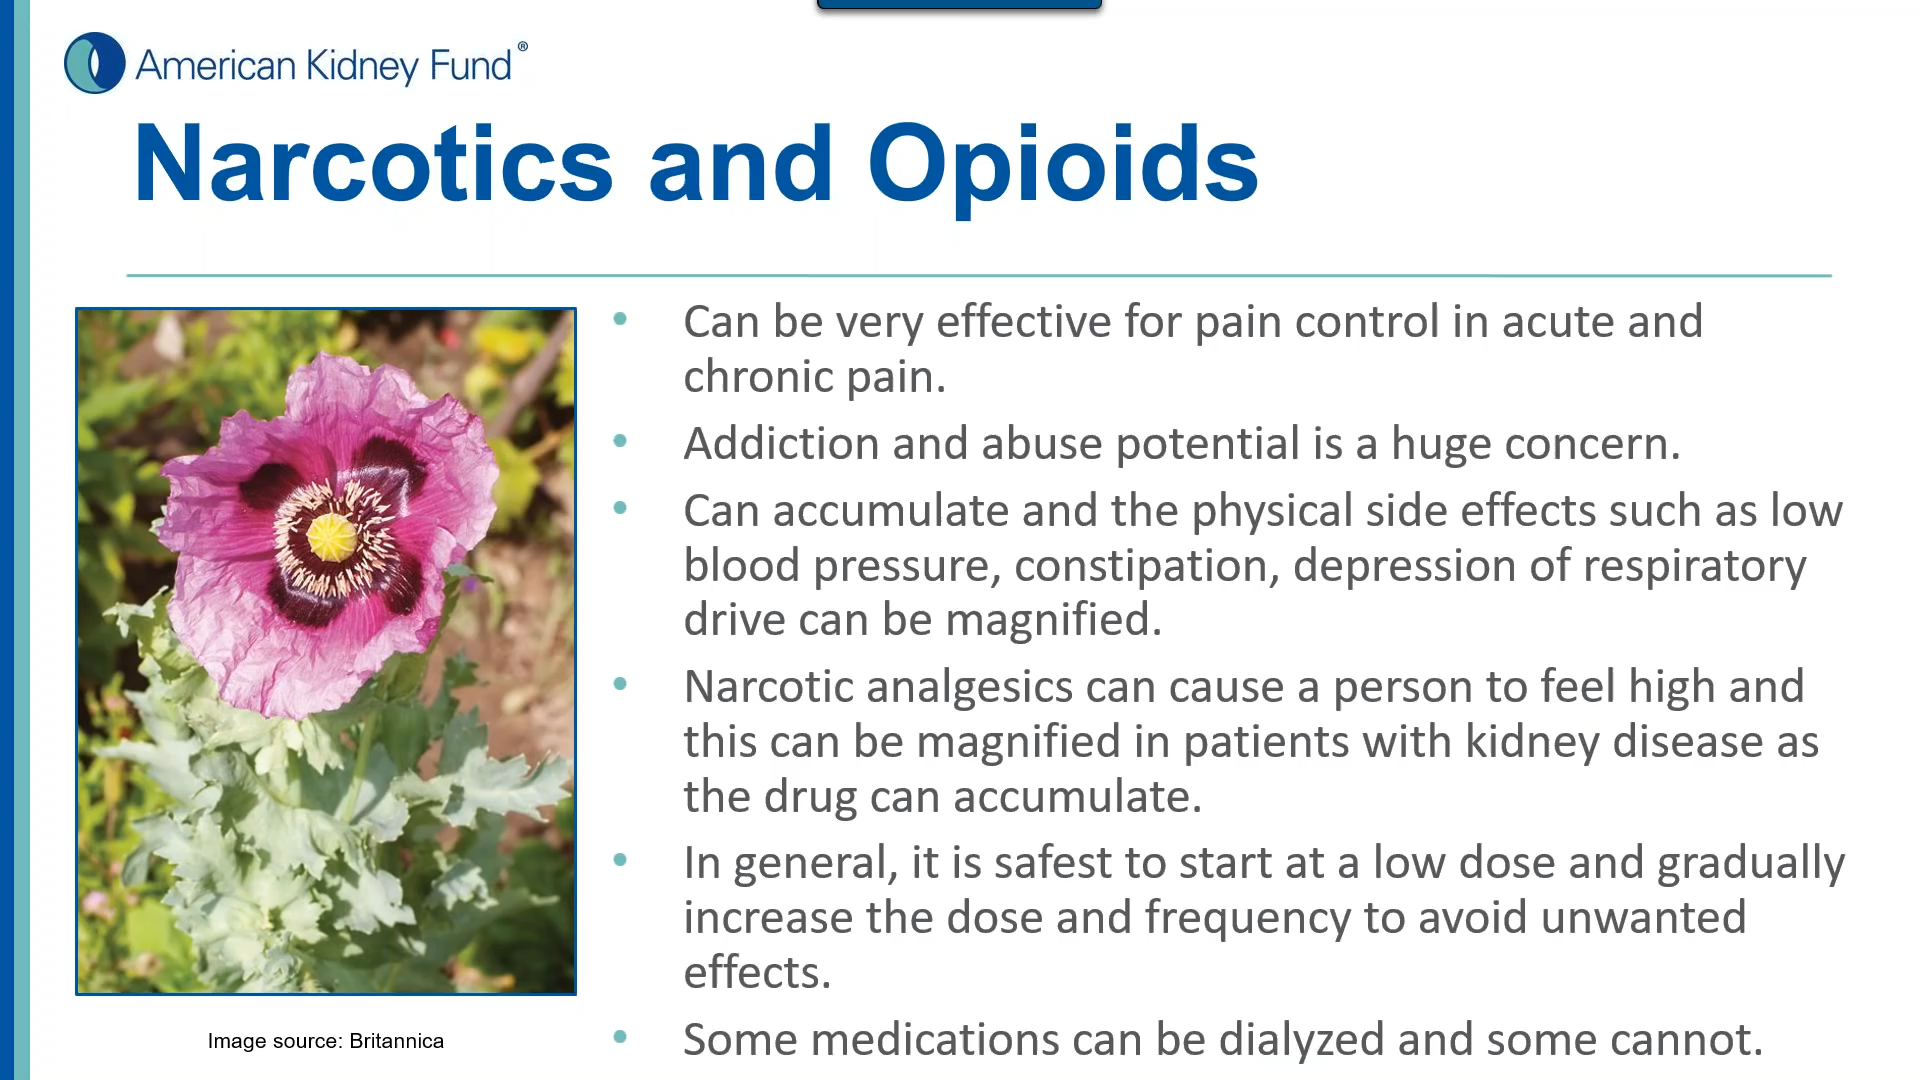 American Kidney Fund®
Narcotics and Opioids
• Can be very effective for pain control in acute and
chronic pain.
• Addiction and abuse potential is a huge concern.
• Can accumulate and the physical side effects such as low
blood pressure, constipation, depression of respiratory
drive can be magnified.
• Narcotic analgesics can cause a person to feel high and
this can be magnified in patients with kidney disease as
the drug can accumulate.
• In general, it is safest to start at a low dose and gradually
increase the dose and frequency to avoid unwanted
effects.
• Some medications can be dialyzed and some cannot.
Image source: Britannica